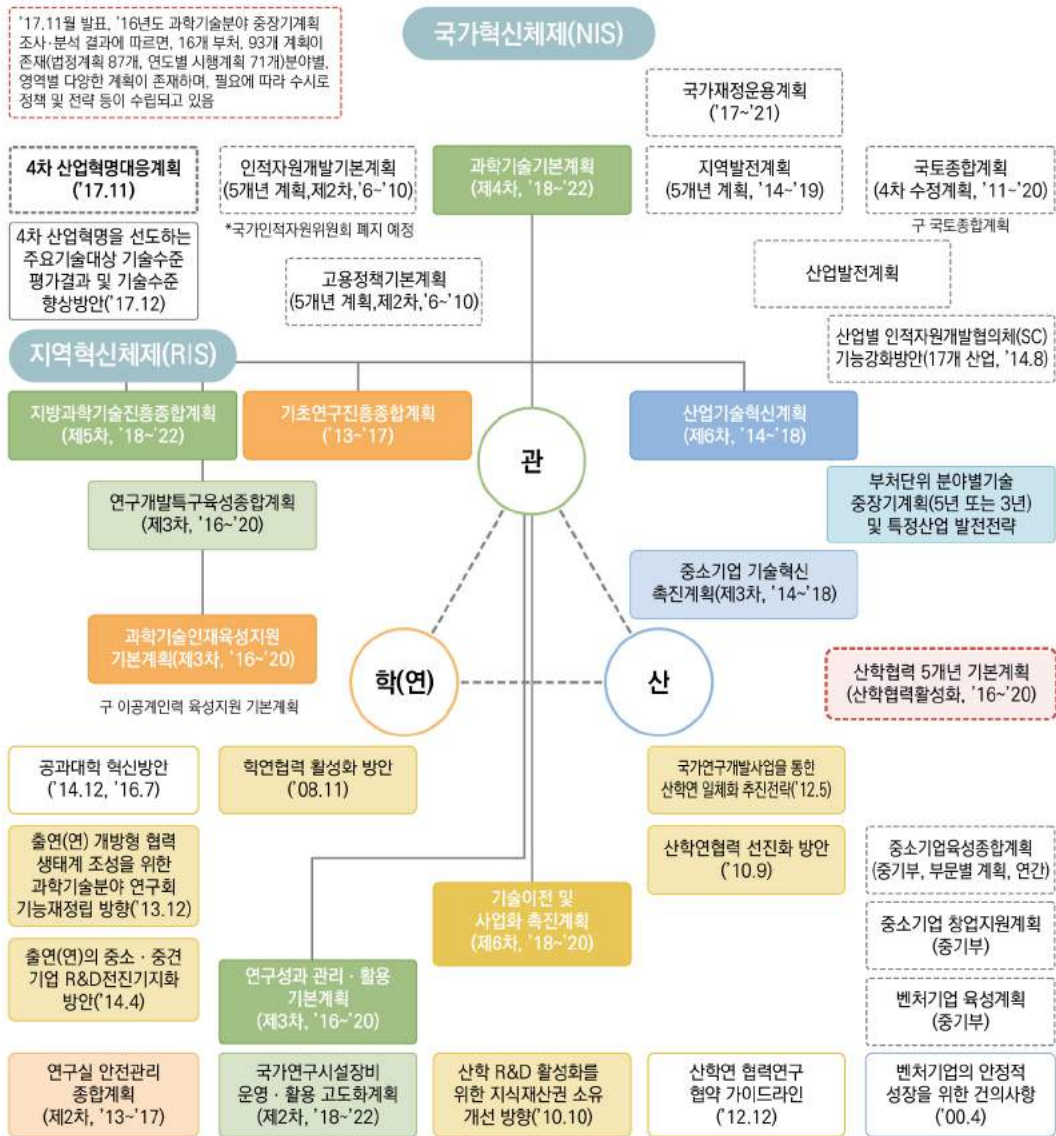 '17.11월 발표, '16년도 과학기술분야 중장기계획
조사·분석 결과에 따르면, 16개 부처, 93개 계획이
존재(법정계획 87개, 연도별 시행계획 71개)분야별,
영역별 다양한 계획이 존재하며, 필요에 따라 수시로
정책 및 전략 등이 수립되고 있음
국가혁신체제(NIS)
국가재정운용계획
('17~'21)
4차 산업혁명대응계획
('17.11)
인적자원개발기본계획
(5개년 계획,제2차,'6~'10)
*국가인적자원위원회 폐지 예정
과학기술기본계획
(제4차, '18~'22)
지역발전계획
(5개년 계획, '14~'19)
국토종합계획
(4차 수정계획, '11~'20)
구 국토종합계획
4차 산업혁명을 선도하는
주요기술대상 기술수준
평가결과 및 기술수준
향상방안('17.12)
고용정책기본계획
(5개년 계획,제2차,'6~'10)
산업발전계획
산업별 인적자원개발협의체(SC)
기능강화방안(17개 산업, '14.8)
지역혁신체제(RIS)
지방과학기술진흥종합계획
(제5차, '18~'22)
기초연구진흥종합계획
('13~'17)
산업기술혁신계획
(제6차, '14~'18)
관
연구개발특구육성종합계획
(제3차, '16~'20)
부처단위 분야별기술
중장기계획(5년 또는 3년)
및 특정산업 발전전략
중소기업 기술혁신
촉진계획(제3차, '14~'18)
과학기술인재육성지원
기본계획(제3차, '16~'20)
구 이공계인력 육성지원 기본계획
학(연)
산
산학협력 5개년 기본계획
(산학협력활성화, '16~'20)
공과대학 혁신방안
('14.12, '16.7)
학연협력 활성화 방안
('08.11)
국가연구개발사업을 통한
산학연 일체화 추진전략('12.5)
출연(연) 개방형 협력
생태계 조성을 위한
과학기술분야 연구회
기능재정립 방향('13.12)
산학연협력 선진화 방안
('10.9)
중소기업육성종합계획
(중기부, 부문별 계획, 연간)
기술이전 및
사업화 촉진계획
(제6차, '18~'20)
중소기업 창업지원계획
(중기부)
출연(연)의 중소·중견
기업 R&D전진기지화
방안('14.4)
연구성과 관리·활용
기본계획
(제3차, '16~'20)
벤처기업 육성계획
(중기부)
연구실 안전관리
종합계획
(제2차, '13~'17)
국가연구시설장비
운영·활용 고도화계획
(제2차, '18~'22)
산학 R&D 활성화를
위한 지식재산권 소유
개선 방향('10.10)
산학연 협력연구
협약 가이드라인
('12.12)
벤처기업의 안정적
성장을 위한 건의사항
('00.4)